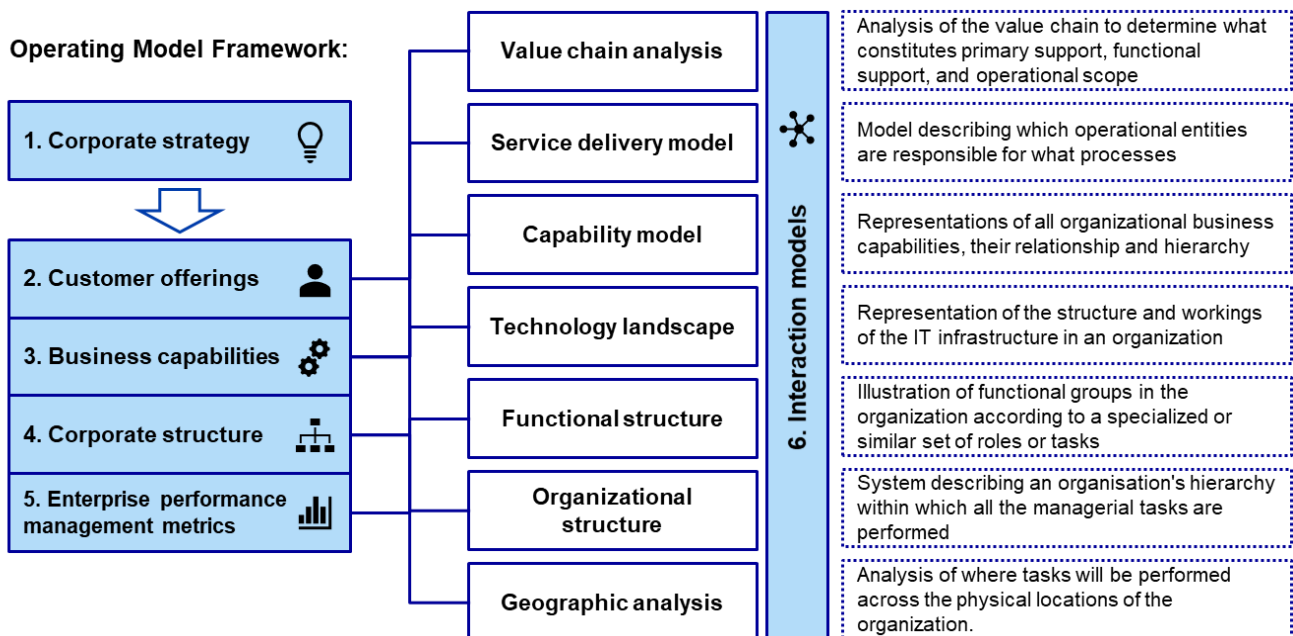 Operating Model Framework:
1. Corporate strategy
2. Customer offerings
3. Business capabilities
4. Corporate structure
5. Enterprise performance
management metrics
Value chain analysis
Service delivery model
Capability model
Technology landscape
Functional structure
Organizational
structure
Geographic analysis
6. Interaction models
Analysis of the value chain to determine what
constitutes primary support, functional
support, and operational scope
Model describing which operational entities
are responsible for what processes
Representations of all organizational business
capabilities, their relationship and hierarchy
Representation of the structure and workings
of the IT infrastructure in an organization
Illustration of functional groups in the
organization according to a specialized or
similar set of roles or tasks
System describing an organisation's hierarchy
within which all the managerial tasks are
performed
Analysis of where tasks will be performed
across the physical locations of the
organization.